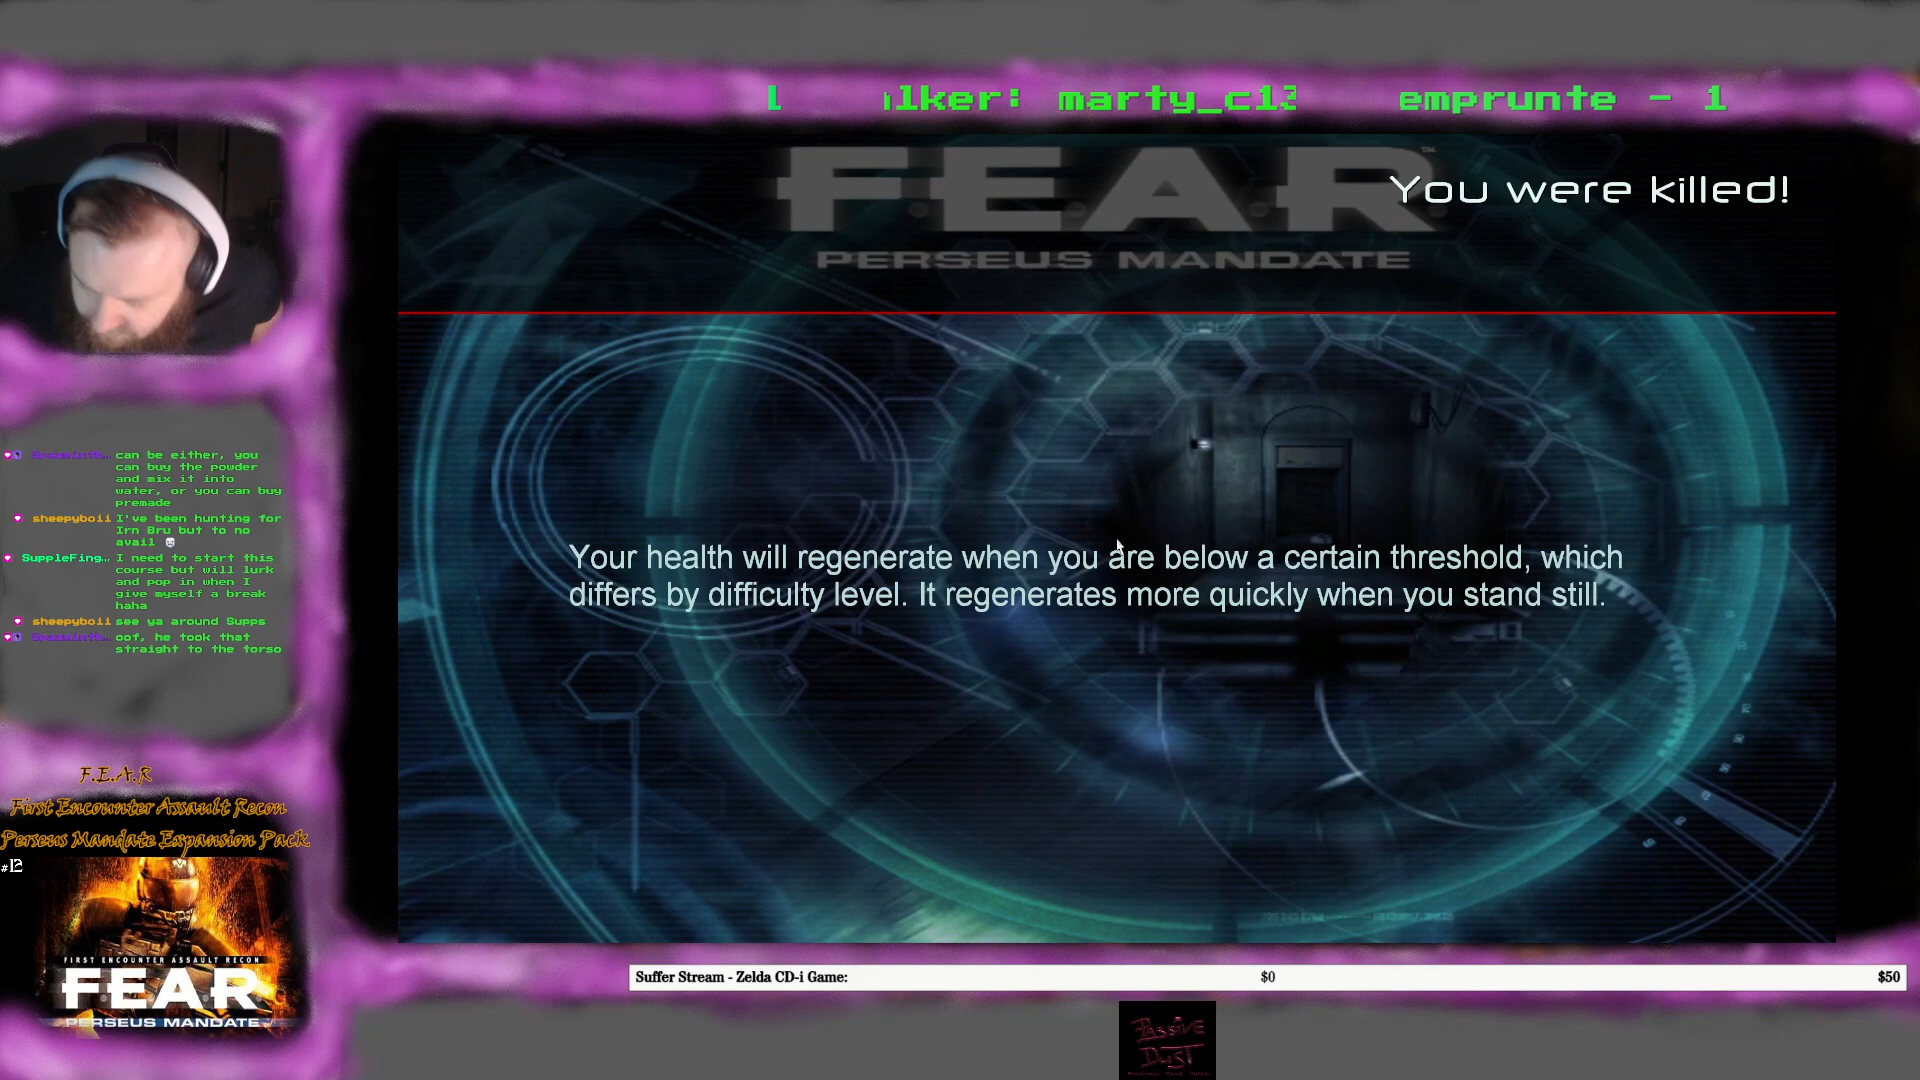 lker: marty_c13 emprunte - 1
FEAR
You were killed!
PERSEUS MANDATE
Your health will regenerate when you are below a certain threshold, which
differs by difficulty level. It regenerates more quickly when you stand still.
can be either, you
can buy the powder
and mix it into
water, or you can buy
premade
sheepyboii I've been hunting for
Irn Bru but to no
avail
SuppleFing... I need to start this
course but will lurk
and pop in when I
give myself a break
haha
sheepyboii see ya around Supps
oof, he took that
straight to the torso
F.E.A.R
First Encounter Assault Recon
Perseus Mandate Expansion Pack
#12
FIRST ENCOUNTER ASSAULT RECON
FEAR
PERSEUS MANDATE
Suffer Stream - Zelda CD-i Game: $0 $50
PASSIVE
DUST